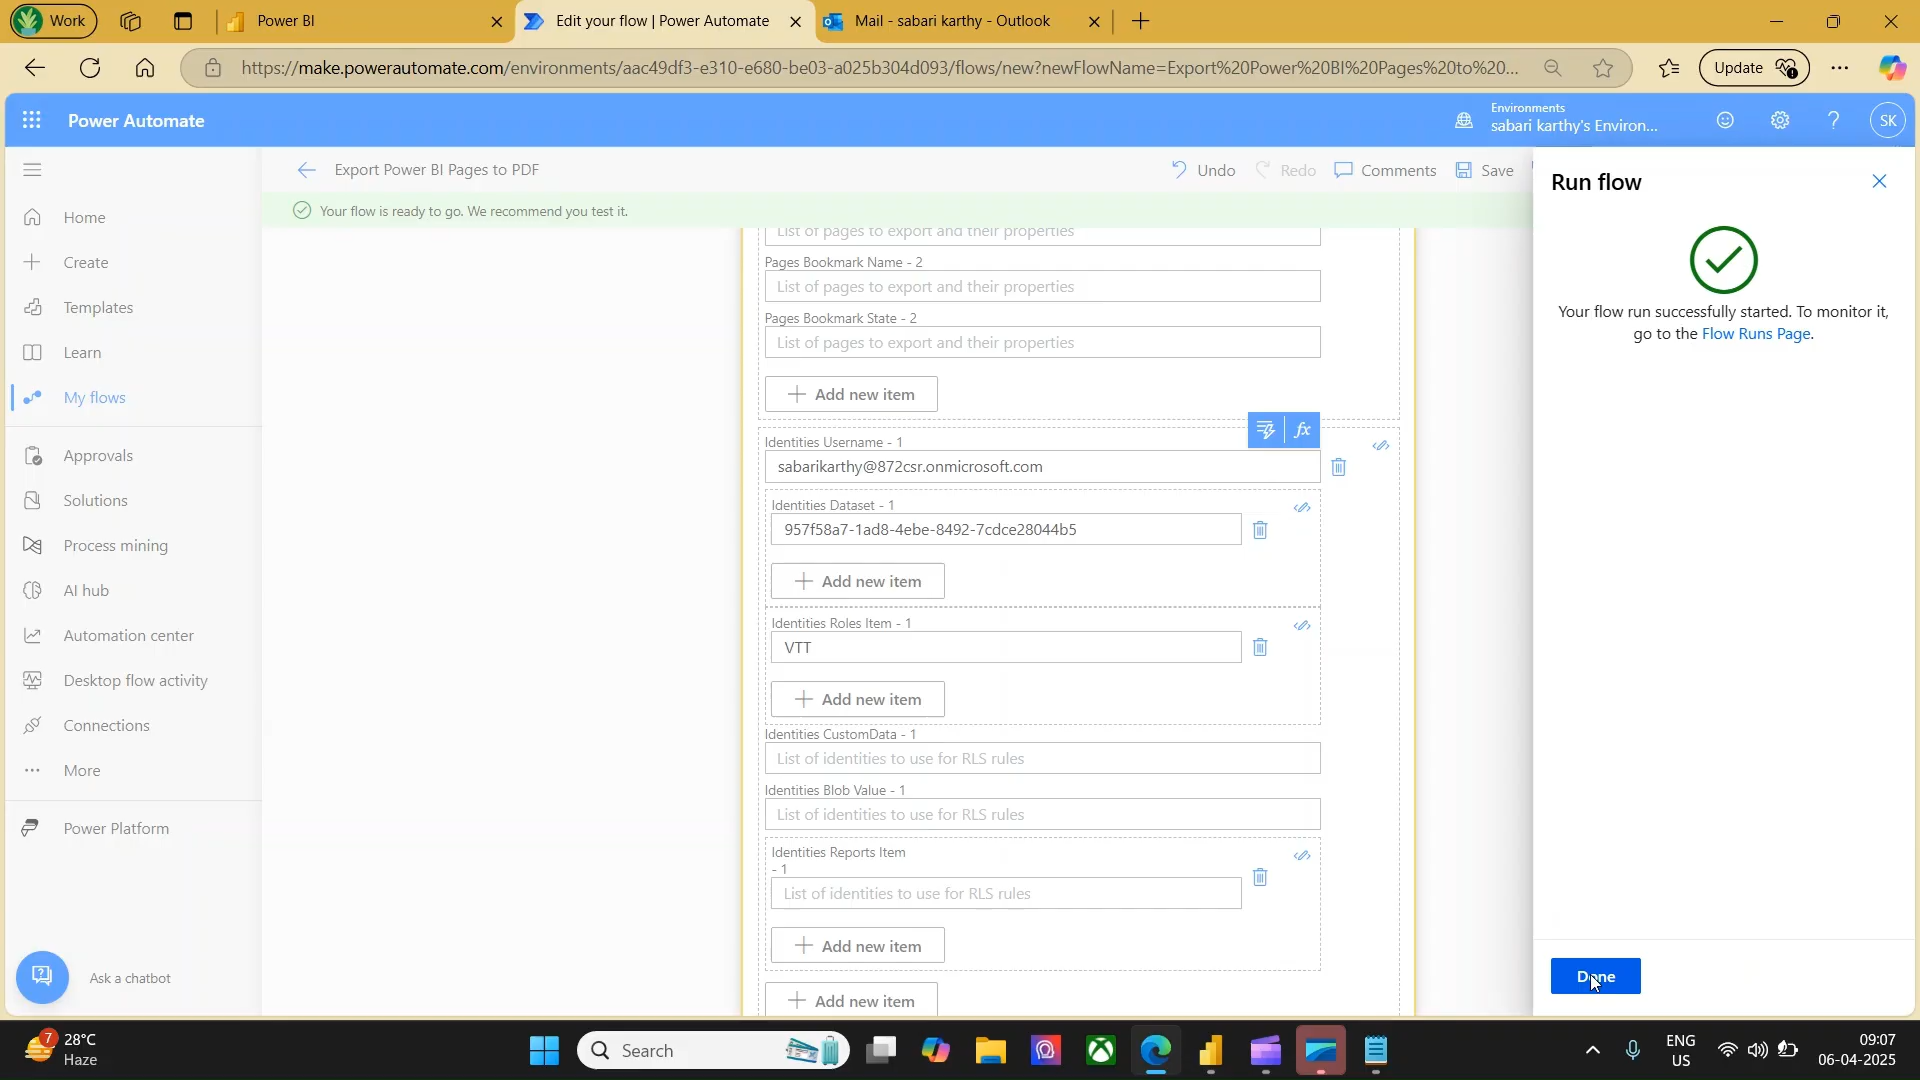 Work
Power BI
Edit your flow | Power Automate
Mail - sabari karthy - Outlook
https://make.powerautomate.com/environments/aac49df3-e310-e680-be03-a025b304d093/flows/new?newFlowName=Export%20Power%20BI%20Pages%20to%20...
Update
Power Automate
Environments
sabari karthy's Environ...
SK
Export Power BI Pages to PDF
Undo
Redo
Comments
Save
Your flow is ready to go. We recommend you test it.
Home
Create
Templates
Learn
My flows
Approvals
Solutions
Process mining
AI hub
Automation center
Desktop flow activity
Connections
More
Power Platform
Ask a chatbot
List of pages to export and their properties
Pages Bookmark Name - 2
List of pages to export and their properties
Pages Bookmark State - 2
List of pages to export and their properties
Add new item
fx
Identities Username - 1
sabarikarthy@872csr.onmicrosoft.com
Identities Dataset - 1
957f58a7-1ad8-4ebe-8492-7cdce28044b5
Add new item
Identities Roles Item - 1
VTT
Add new item
Identities CustomData - 1
List of identities to use for RLS rules
Identities Blob Value - 1
List of identities to use for RLS rules
Identities Reports Item
- 1
List of identities to use for RLS rules
Add new item
Add new item
Run flow
Your flow run successfully started. To monitor it,
go to the Flow Runs Page.
Done
7
28°C
Haze
Search
ENG
US
09:07
06-04-2025